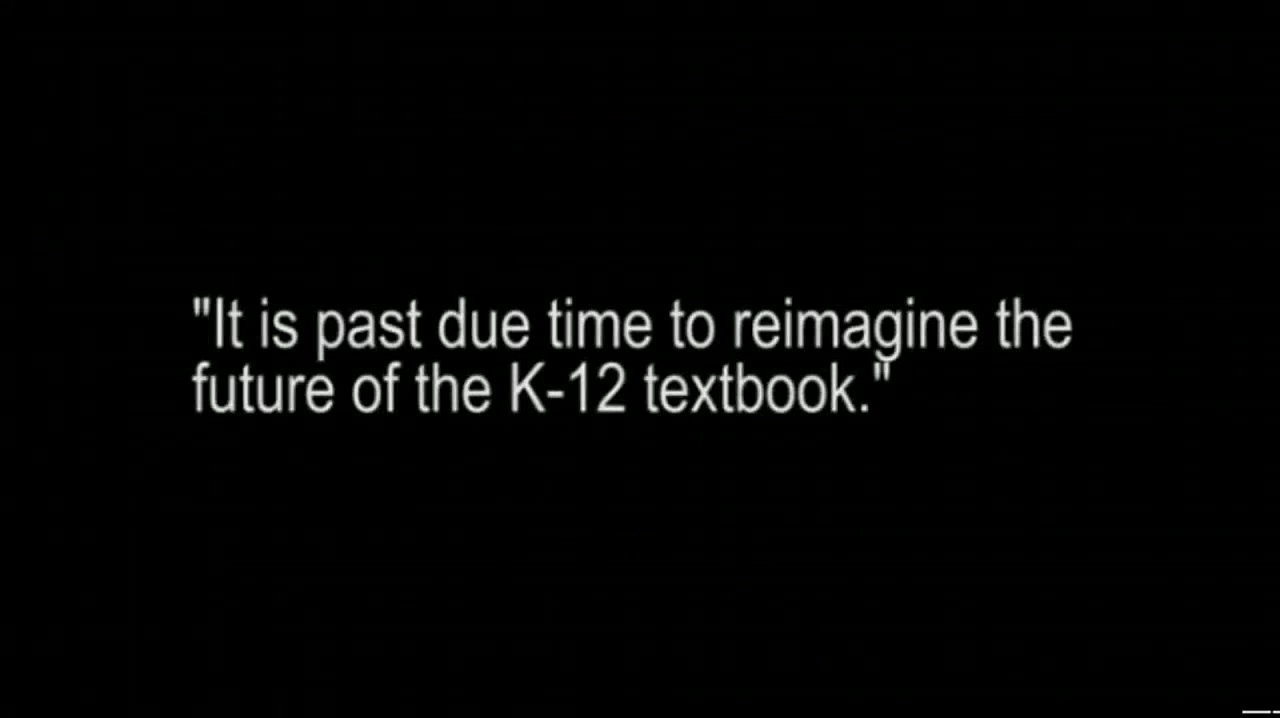 "It is past due time to reimagine the
future of the K-12 textbook."